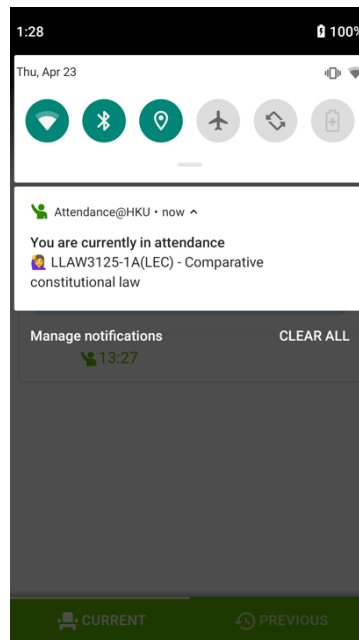 1:28 100%
Thu, Apr 23
Attendance@HKU • now
You are currently in attendance
🙋‍♀️ LLAW3125-1A(LEC) - Comparative
constitutional law
Manage notifications CLEAR ALL
13:27
CURRENT PREVIOUS